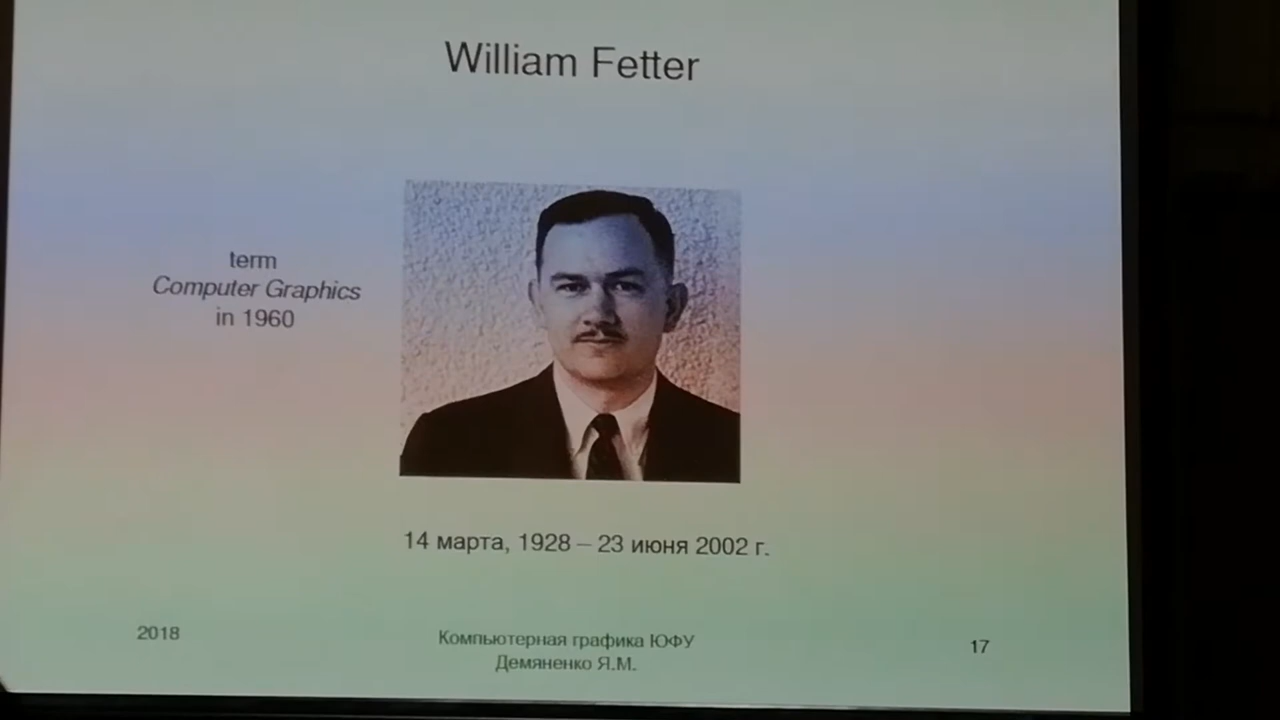 William Fetter
term
Computer Graphics
in 1960
14 марта, 1928 – 23 июня 2002 г.
2018
Компьютерная графика ЮФУ
Демяненко Я.М.
17